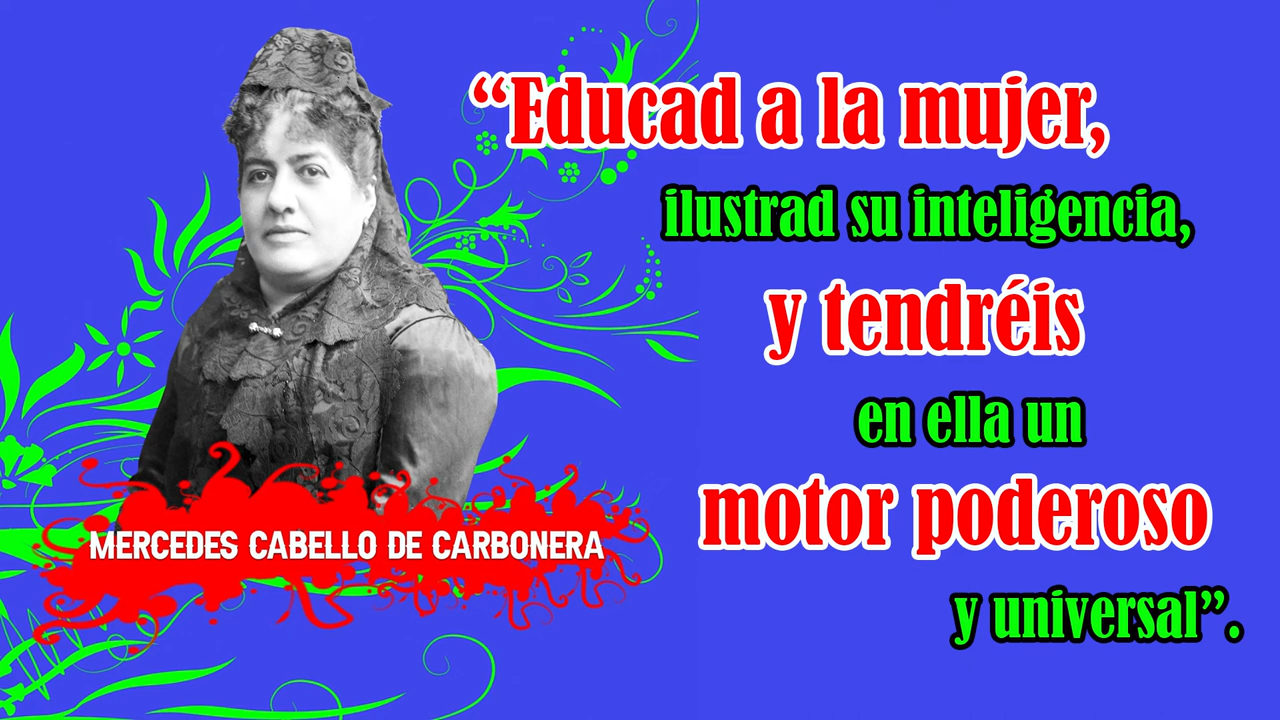 “Educad a la mujer,
ilustrad su inteligencia,
y tendréis
en ella un
motor poderoso
y universal”.
MERCEDES CABELLO DE CARBONERA